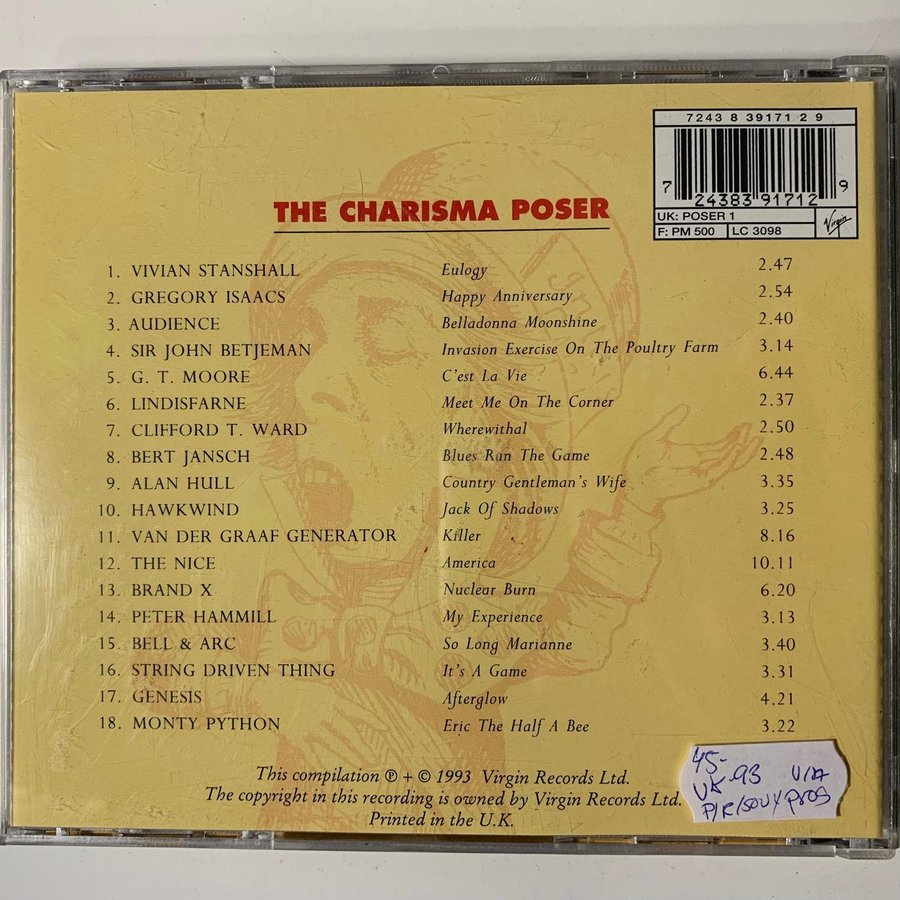 7243 8 39171 2 9
7 24383 91712 9
UK: POSER 1
F: PM 500 LC 3098 Virgin
THE CHARISMA POSER
1. VIVIAN STANSHALL Eulogy 2.47
2. GREGORY ISAACS Happy Anniversary 2.54
3. AUDIENCE Belladonna Moonshine 2.40
4. SIR JOHN BETJEMAN Invasion Exercise On The Poultry Farm 3.14
5. G. T. MOORE C'est La Vie 6.44
6. LINDISFARNE Meet Me On The Corner 2.37
7. CLIFFORD T. WARD Wherewithal 2.50
8. BERT JANSCH Blues Run The Game 2.48
9. ALAN HULL Country Gentleman's Wife 3.35
10. HAWKWIND Jack Of Shadows 3.25
11. VAN DER GRAAF GENERATOR Killer 8.16
12. THE NICE America 10.11
13. BRAND X Nuclear Burn 6.20
14. PETER HAMMILL My Experience 3.13
15. BELL & ARC So Long Marianne 3.40
16. STRING DRIVEN THING It's A Game 3.31
17. GENESIS Afterglow 4.21
18. MONTY PYTHON Eric The Half A Bee 3.22
This compilation ℗ + © 1993 Virgin Records Ltd.
The copyright in this recording is owned by Virgin Records Ltd.
Printed in the U.K.
45-
UK-93